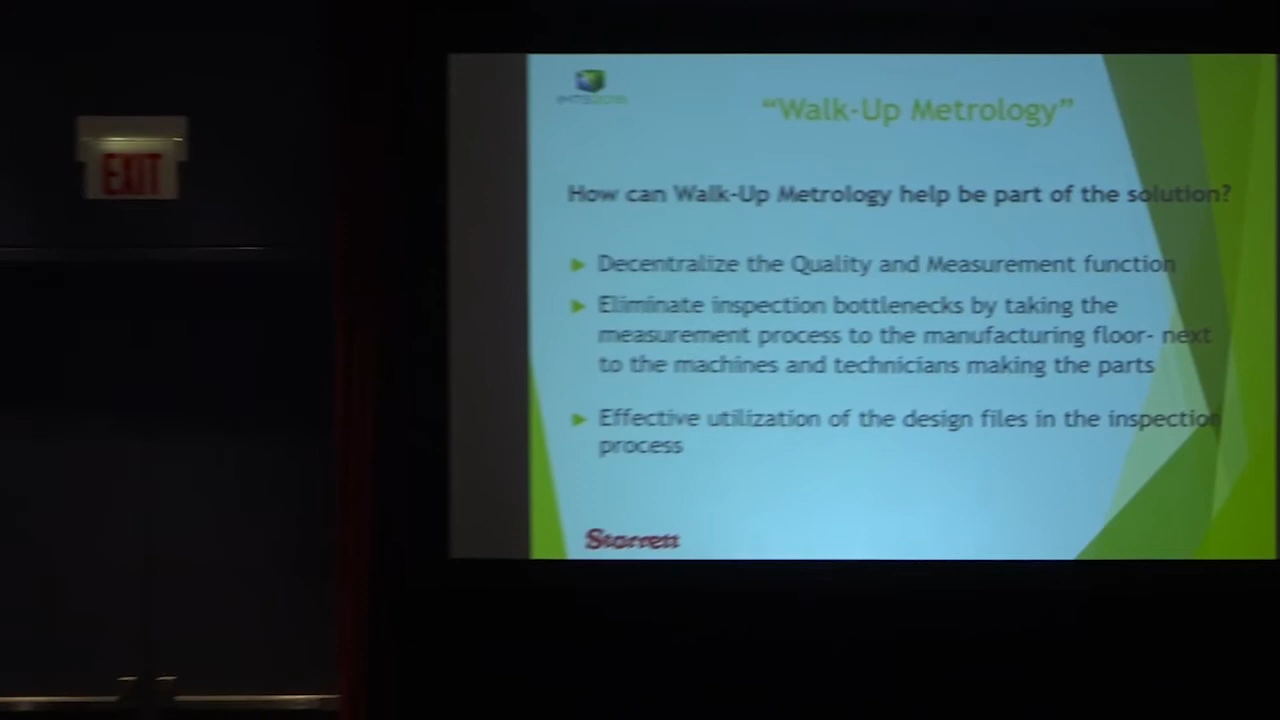 EXIT
“Walk-Up Metrology”
How can Walk-Up Metrology help be part of the solution?
Decentralize the Quality and Measurement function
Eliminate inspection bottlenecks by taking the
measurement process to the manufacturing floor- next
to the machines and technicians making the parts
Effective utilization of the design files in the inspection
process
Starrett